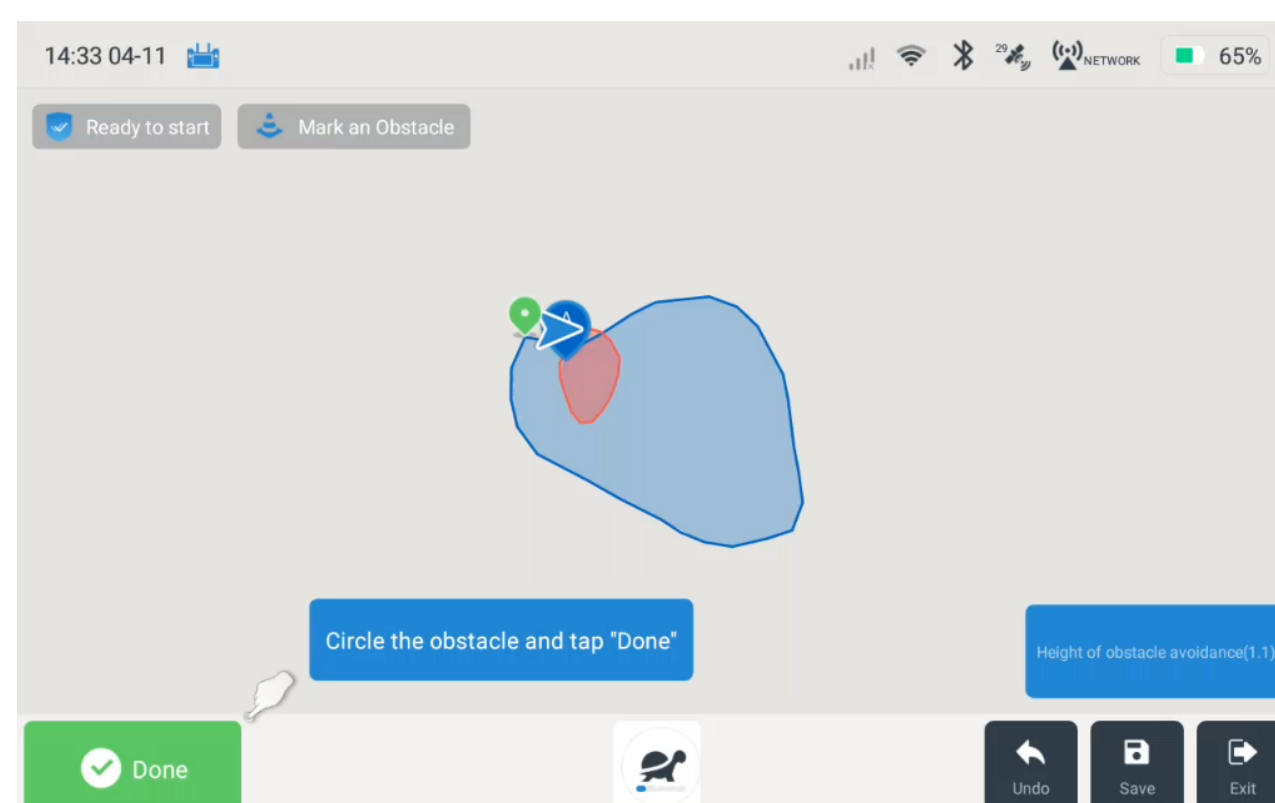 14:33 04-11
29
NETWORK
65%
Ready to start
Mark an Obstacle
A
Circle the obstacle and tap "Done"
Height of obstacle avoidance(1.1)
Done
Undo
Save
Exit